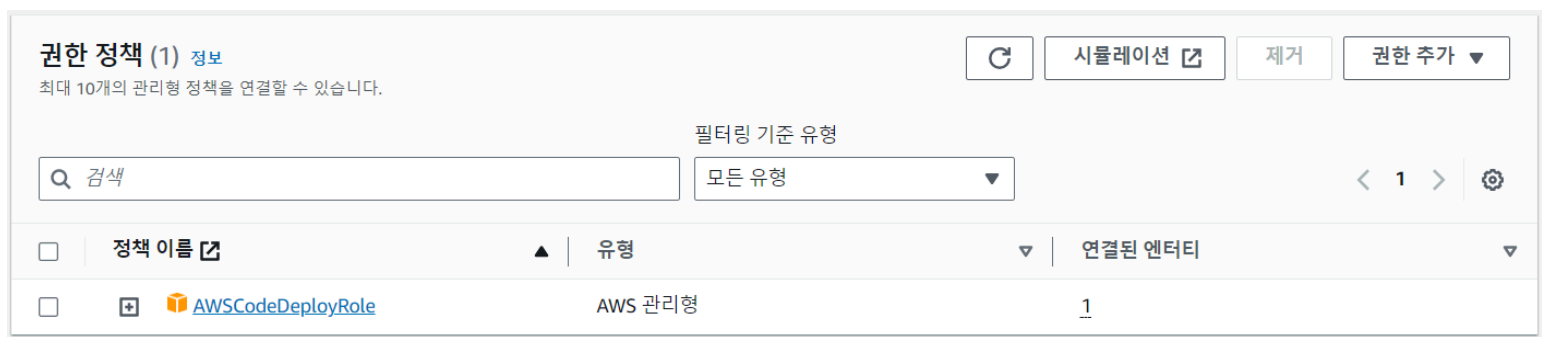 권한 정책 (1) 정보
최대 10개의 관리형 정책을 연결할 수 있습니다.
시뮬레이션 제거 권한 추가
필터링 기준 유형
검색 모든 유형 1
정책 이름 유형 연결된 엔터티
AWSCodeDeployRole AWS 관리형 1